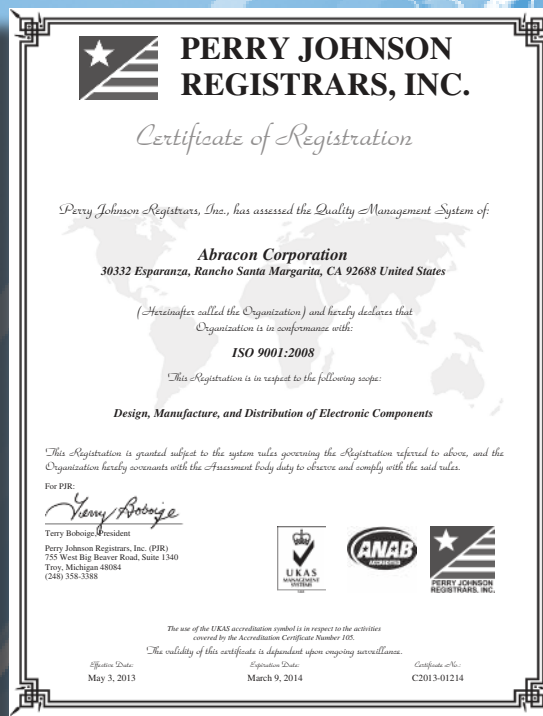 PERRY JOHNSON
REGISTRARS, INC.
Certificate of Registration
Perry Johnson Registrars, Inc., has assessed the Quality Management System of:
Abracon Corporation
30332 Esparanza, Rancho Santa Margarita, CA 92688 United States
(Hereinafter called the Organization) and hereby declares that
Organization is in conformance with:
ISO 9001:2008
This Registration is in respect to the following scope:
Design, Manufacture, and Distribution of Electronic Components
This Registration is granted subject to the system rules governing the Registration referred to above, and the
Organization hereby covenants with the Assessment body duty to observe and comply with the said rules.
For PJR:
Terry Boboige
Terry Boboige, President
Perry Johnson Registrars, Inc. (PJR)
755 West Big Beaver Road, Suite 1340
Troy, Michigan 48084
(248) 358-3388
UKAS
MANAGEMENT
SYSTEMS
ANAB
ACCREDITED
PERRY JOHNSON
REGISTRARS, INC.
The use of the UKAS accreditation symbol is in respect to the activities
covered by the Accreditation Certificate Number 105.
The validity of this certificate is dependent upon ongoing surveillance.
Effective Date:
Expiration Date:
Certificate No.:
May 3, 2013
March 9, 2014
C2013-01214